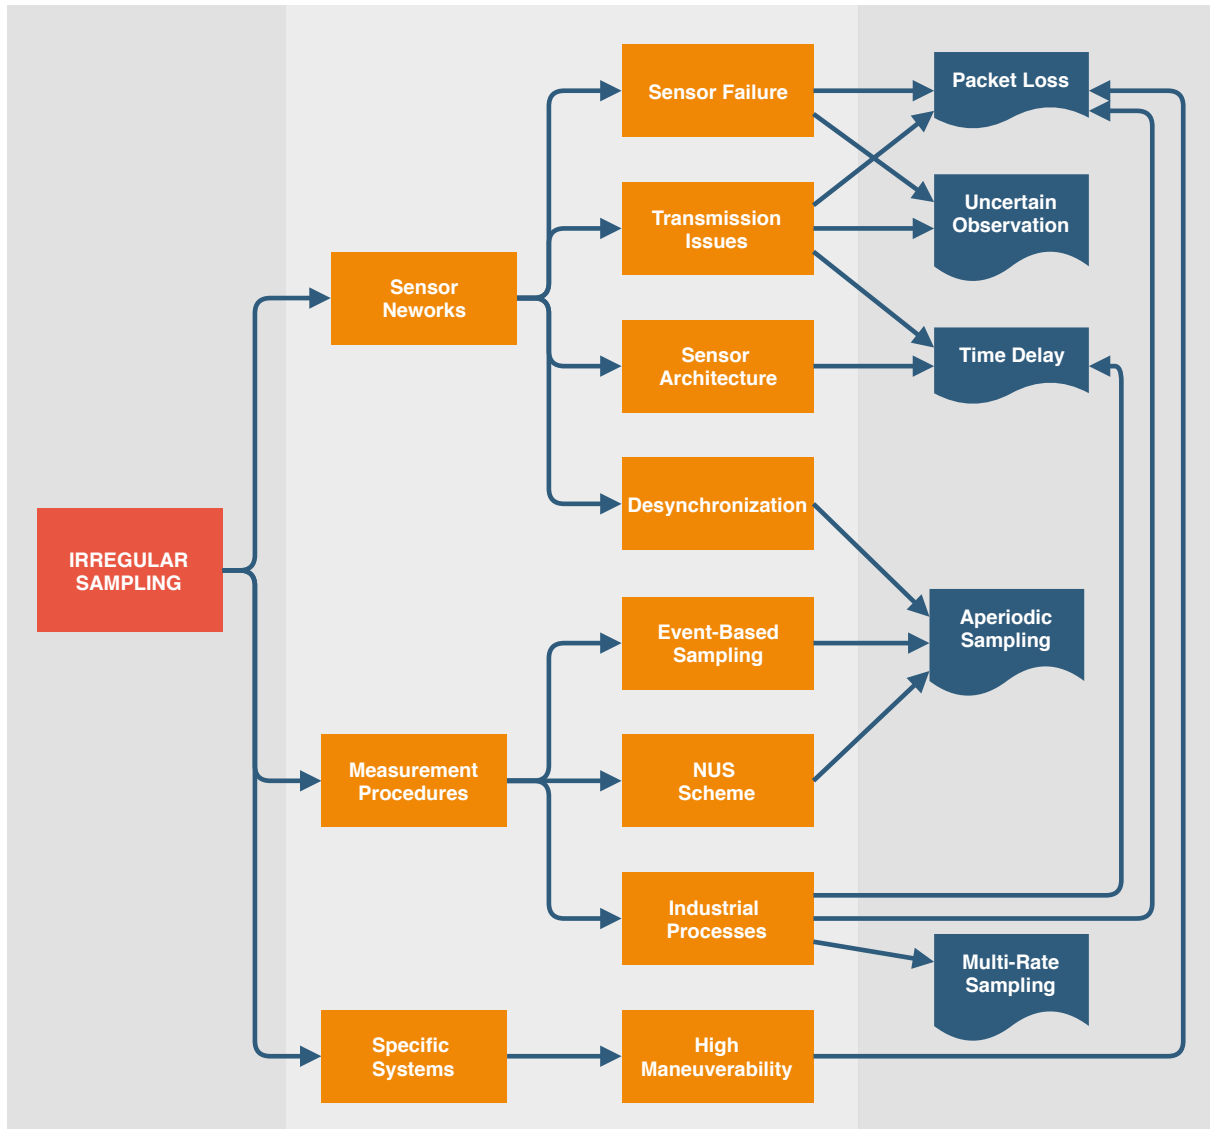 IRREGULAR
SAMPLING
Sensor
Neworks
Measurement
Procedures
Specific
Systems
Sensor Failure
Transmission
Issues
Sensor
Architecture
Desynchronization
Event-Based
Sampling
NUS
Scheme
Industrial
Processes
High
Maneuverability
Packet Loss
Uncertain
Observation
Time Delay
Aperiodic
Sampling
Multi-Rate
Sampling